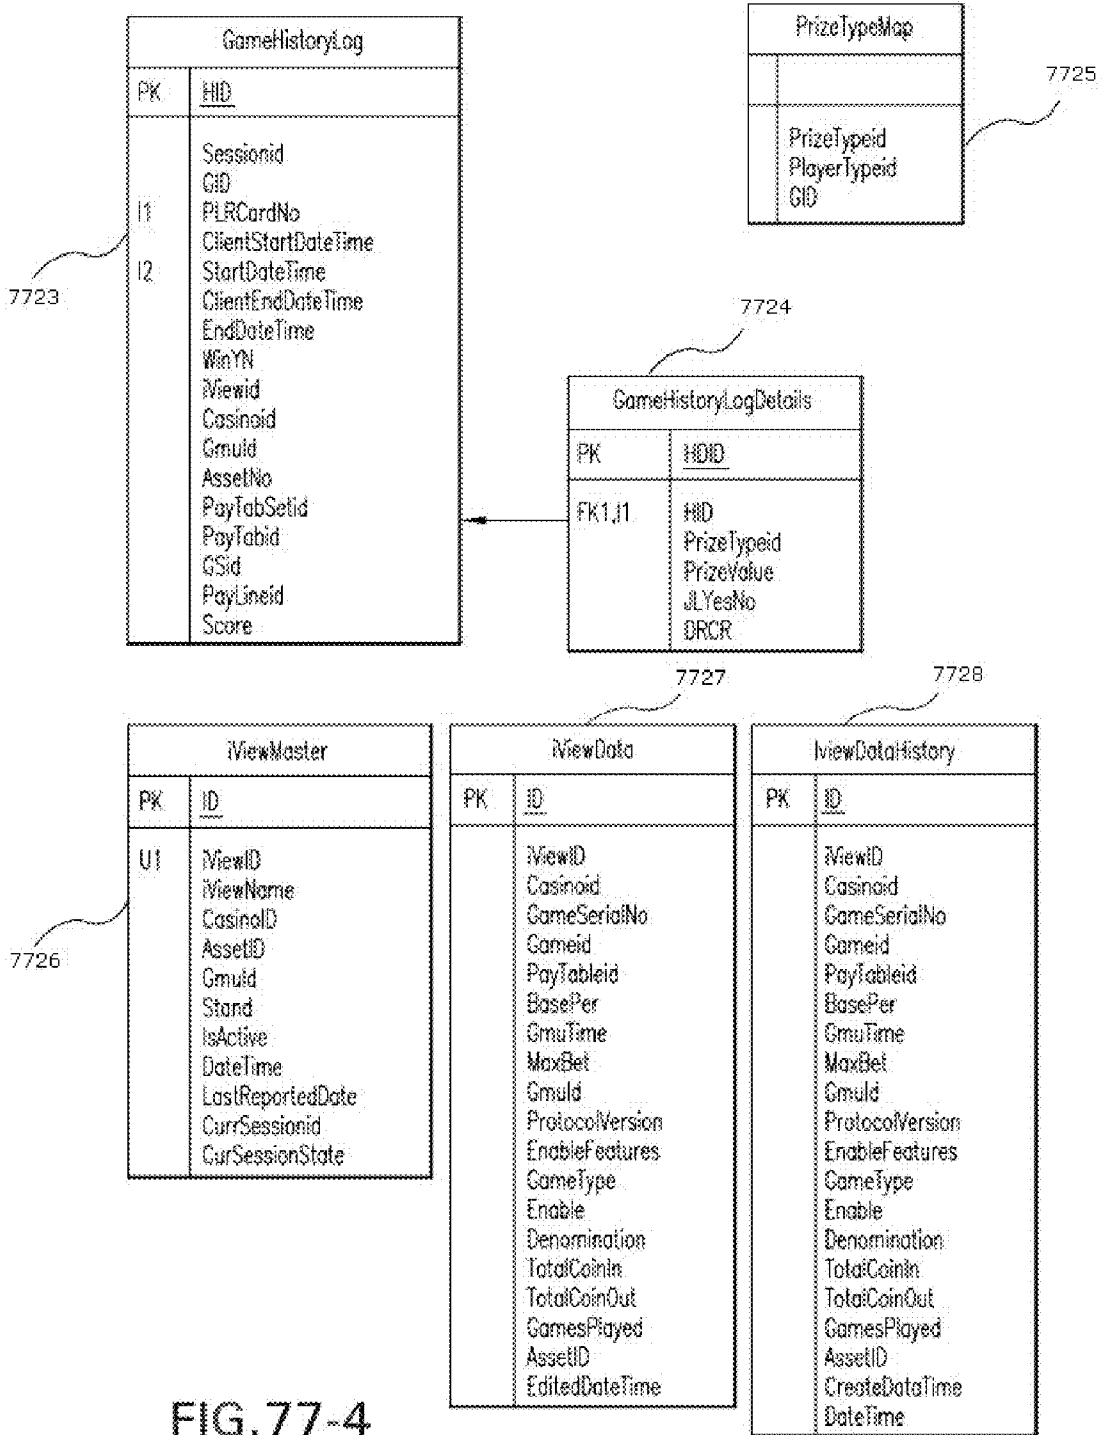 GameHistoryLog
PK HID
Sessionid
GID
I1 PLRCardNo
ClientStartDateTime
I2 StartDateTime
ClientEndDateTime
EndDateTime
WinYN
iViewid
Casinoid
GmuId
AssetNo
PayTabSetid
PayTabid
GSid
PayLineid
Score
7723
PrizeTypeMap
PrizeTypeid
PlayerTypeid
GID
7725
7724
GameHistoryLogDetails
PK HDID
FK1,I1 HID
PrizeTypeid
PrizeValue
JLYesNo
DRCR
iViewMaster
PK ID
U1 iViewID
iViewName
CasinoID
AssetID
GmuId
Stand
IsActive
DateTime
LastReportedDate
CurrSessionid
CurSessionState
7726
7727
iViewData
PK ID
iViewID
Casinoid
GameSerialNo
Gameid
PayTableid
BasePer
GmuTime
MaxBet
GmuId
ProtocolVersion
EnableFeatures
GameType
Enable
Denomination
TotalCoinIn
TotalCoinOut
GamesPlayed
AssetID
EditedDateTime
7728
IviewDataHistory
PK ID
iViewID
Casinoid
GameSerialNo
Gameid
PayTableid
BasePer
GmuTime
MaxBet
GmuId
ProtocolVersion
EnableFeatures
GameType
Enable
Denomination
TotalCoinIn
TotalCoinOut
GamesPlayed
AssetID
CreateDataTime
DateTime
FIG.77-4